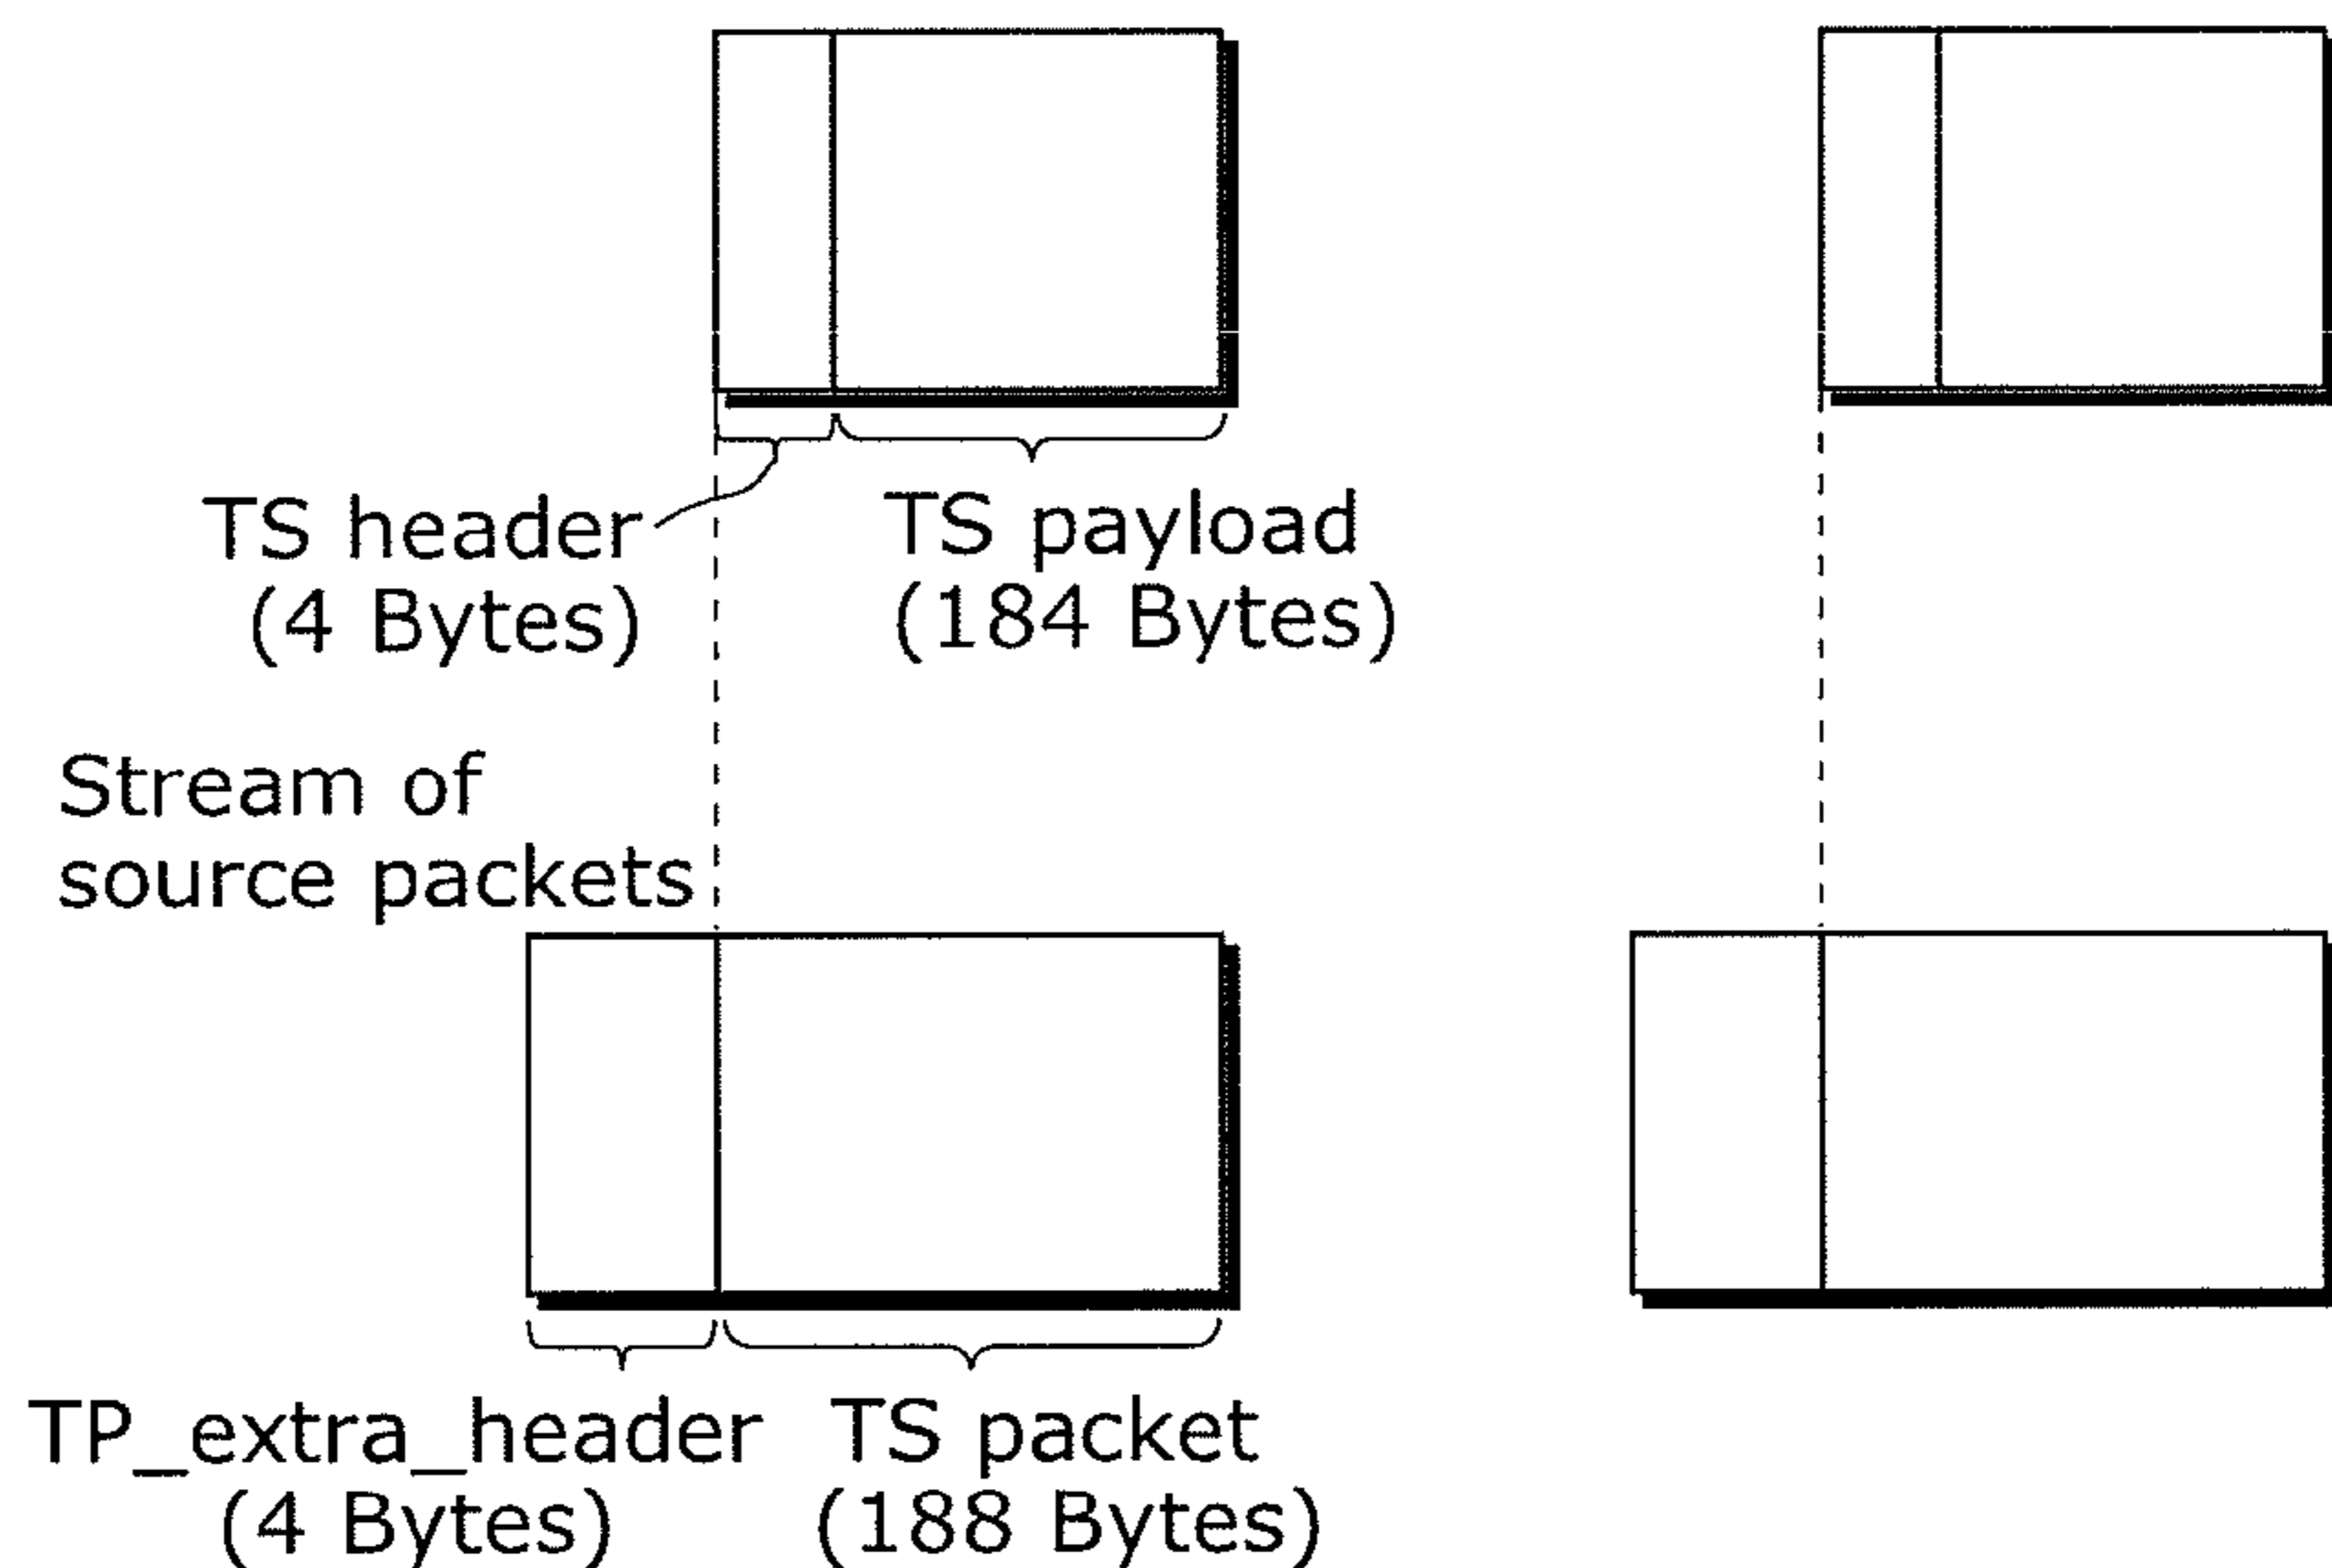 TS header
(4 Bytes)
TS payload
(184 Bytes)
Stream of
source packets
TP_extra_header
(4 Bytes)
TS packet
(188 Bytes)